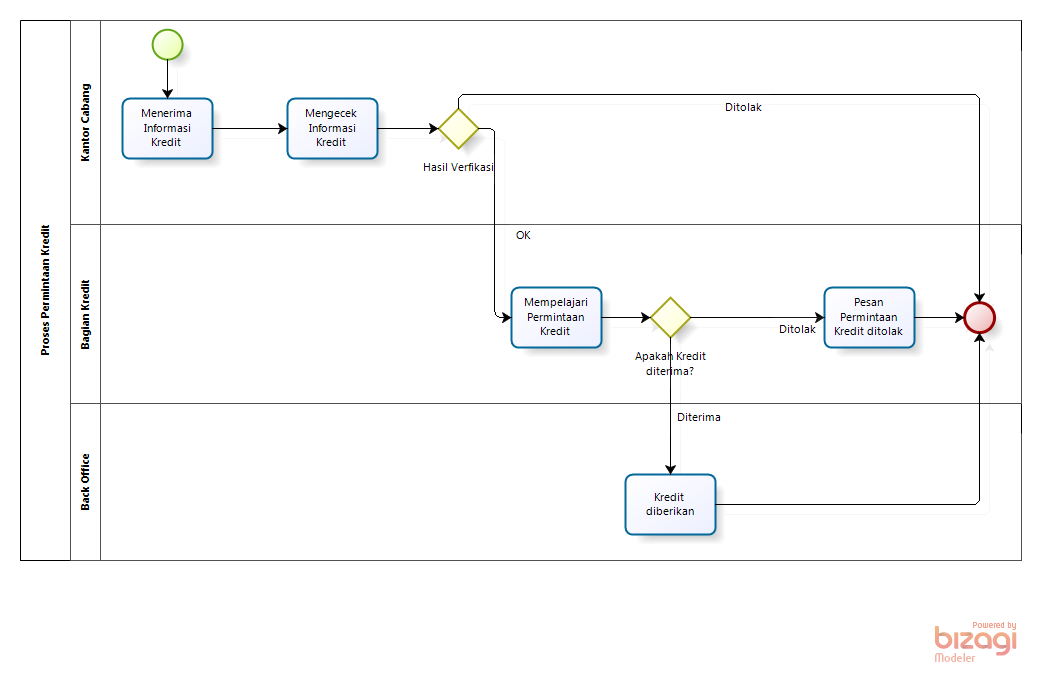 Proses Permintaan Kredit
Kantor Cabang
Menerima
Informasi
Kredit
Mengecek
Informasi
Kredit
Hasil Verfikasi
Ditolak
OK
Bagian Kredit
Mempelajari
Permintaan
Kredit
Apakah Kredit
diterima?
Ditolak
Pesan
Permintaan
Kredit ditolak
Back Office
Diterima
Kredit
diberikan
Powered by
bizagi
Modeler